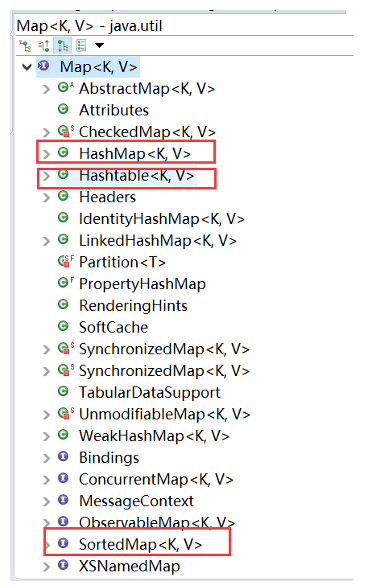 Map<K, V> - java.util
Map<K, V>
AbstractMap<K, V>
Attributes
CheckedMap<K, V>
HashMap<K, V>
Hashtable<K, V>
Headers
IdentityHashMap<K, V>
LinkedHashMap<K, V>
Partition<T>
PropertyHashMap
RenderingHints
SoftCache
SynchronizedMap<K, V>
SynchronizedMap<K, V>
TabularDataSupport
UnmodifiableMap<K, V>
WeakHashMap<K, V>
Bindings
ConcurrentMap<K, V>
MessageContext
ObservableMap<K, V>
SortedMap<K, V>
XSNamedMap